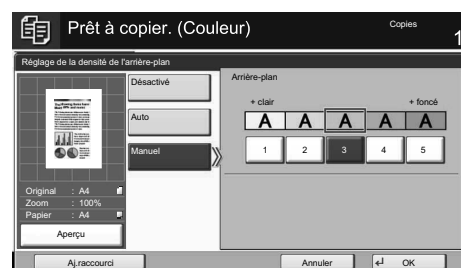 Prêt à copier. (Couleur)
Copies
1
Réglage de la densité de l'arrière-plan
Dèsactivé
Auto
Manuel
Arrière-plan
+ clair
+ foncé
A A A A A
1 2 3 4 5
Original : A4
Zoom : 100%
Papier : A4
Aperçu
Aj.raccourci
Annuler
OK